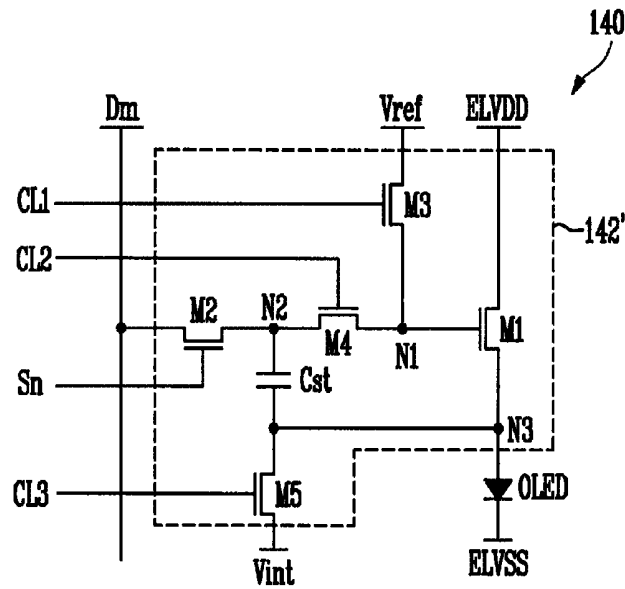 140
Dm
Vref
ELVDD
CL1
M3
142'
CL2
M2
N2
M4
N1
M1
Sn
Cst
N3
CL3
M5
OLED
Vint
ELVSS